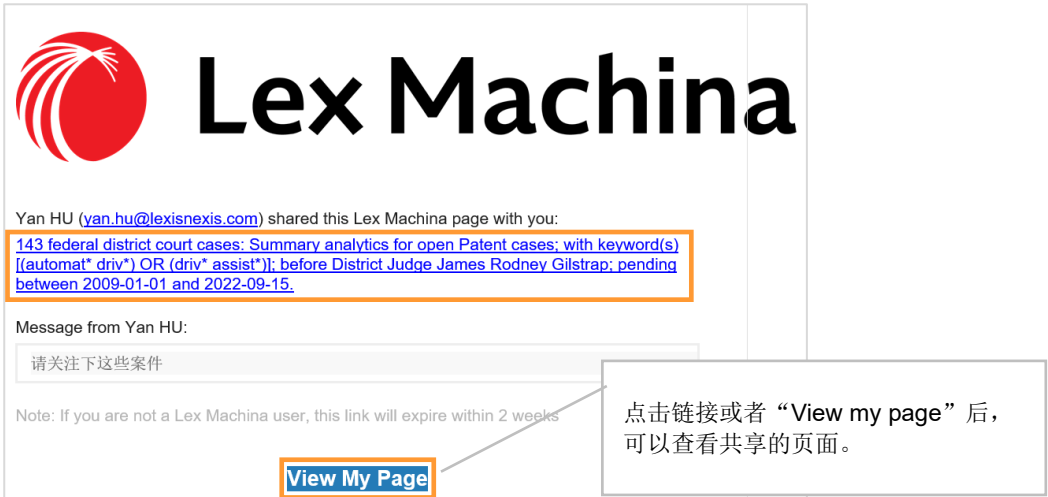 Lex Machina
Yan HU (yan.hu@lexisnexis.com) shared this Lex Machina page with you:
143 federal district court cases: Summary analytics for open Patent cases; with keyword(s)
[(automat* driv*) OR (driv* assist*)]; before District Judge James Rodney Gilstrap; pending
between 2009-01-01 and 2022-09-15.
Message from Yan HU:
请关注下这些案件
Note: If you are not a Lex Machina user, this link will expire within 2 weeks
View My Page
点击链接或者“View my page”后，
可以查看共享的页面。